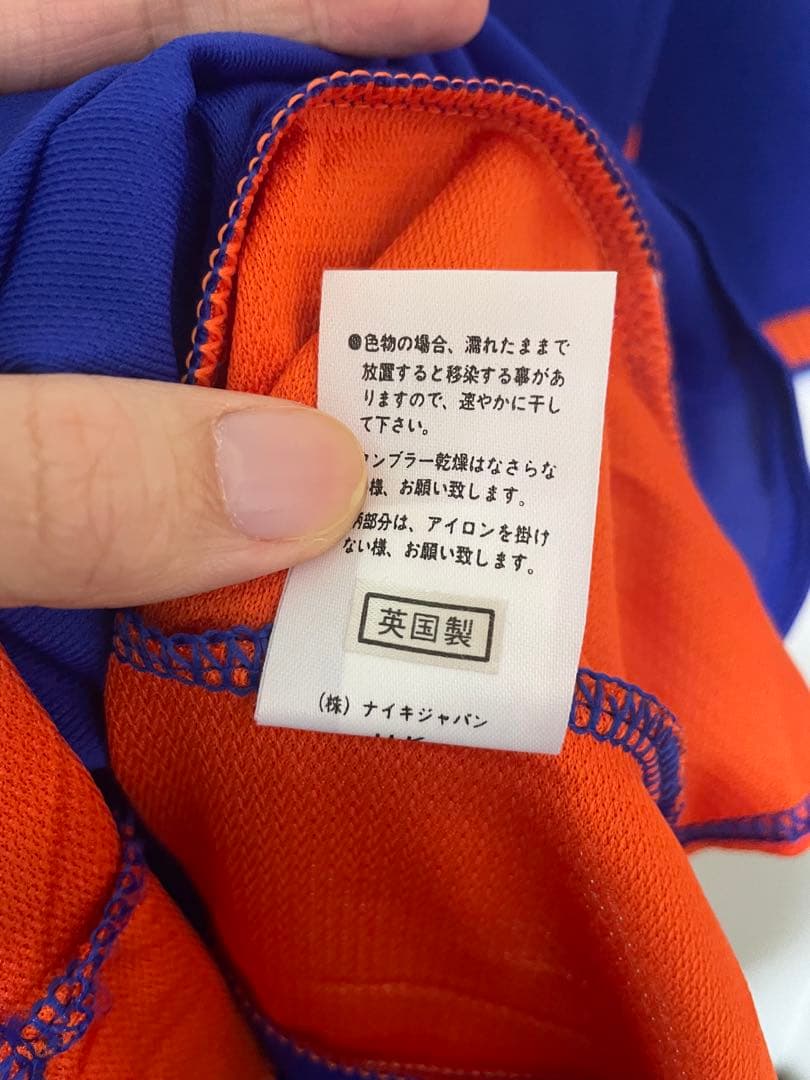 ●色物の場合、濡れたままで
放置すると移染する事があ
りますので、速やかに干し
て下さい。
ンブラー乾燥はなさらな
様、お願い致します。
部分は、アイロンを掛け
ない様、お願い致します。
英国製
(株) ナイキジャパン